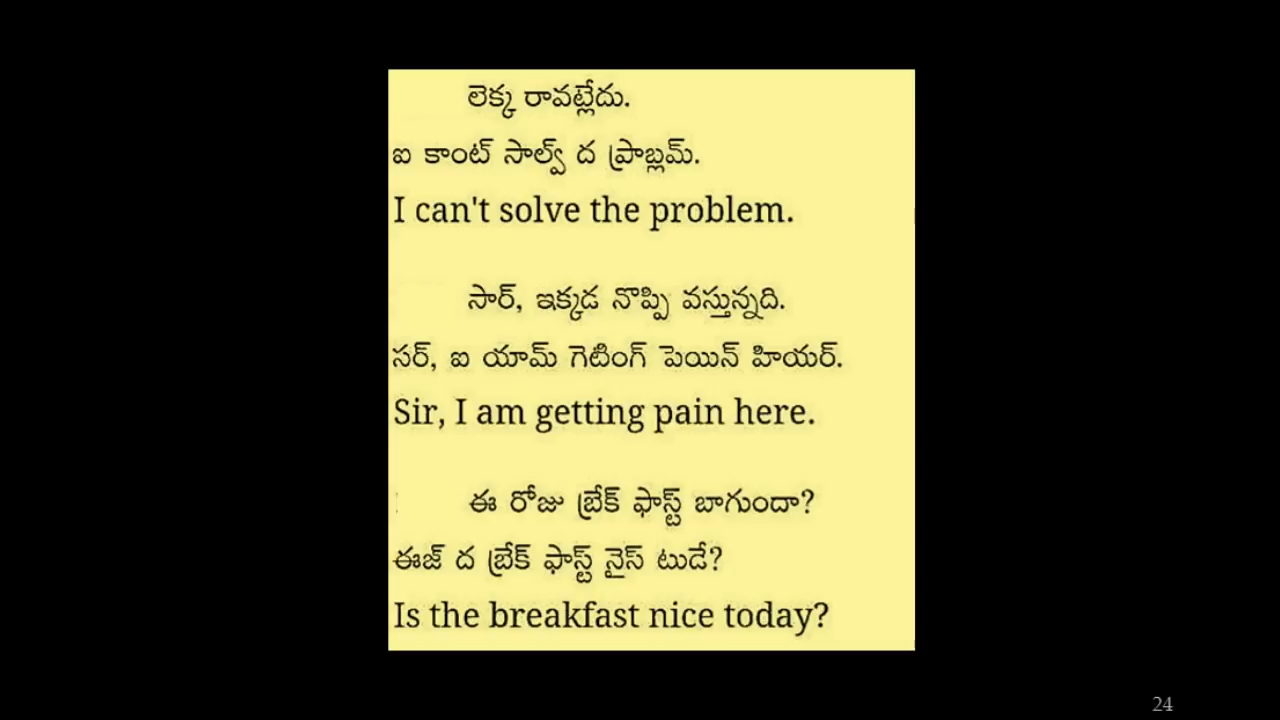 లెక్క రావట్లేదు.
ఐ కాంట్ సాల్వ్ ద ప్రాబ్లమ్.
I can't solve the problem.
సార్, ఇక్కడ నొప్పి వస్తున్నది.
సర్, ఐ యామ్ గెటింగ్ పెయిన్ హియర్.
Sir, I am getting pain here.
ఈ రోజు బ్రేక్ ఫాస్ట్ బాగుందా?
ఈజ్ ద బ్రేక్ ఫాస్ట్ నైస్ టుడే?
Is the breakfast nice today?
24